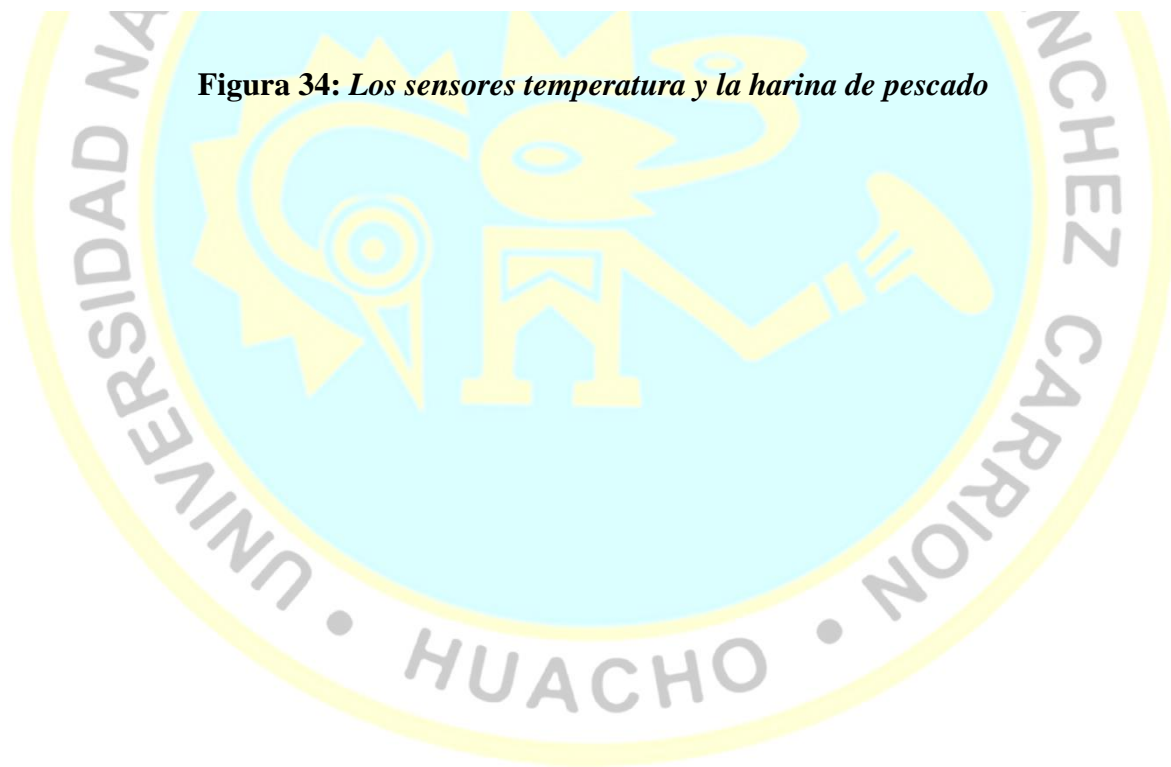 Figura 34: Los sensores temperatura y la harina de pescado
UNIVERSIDAD NA
NCHEZ CARRION
• HUACHO •